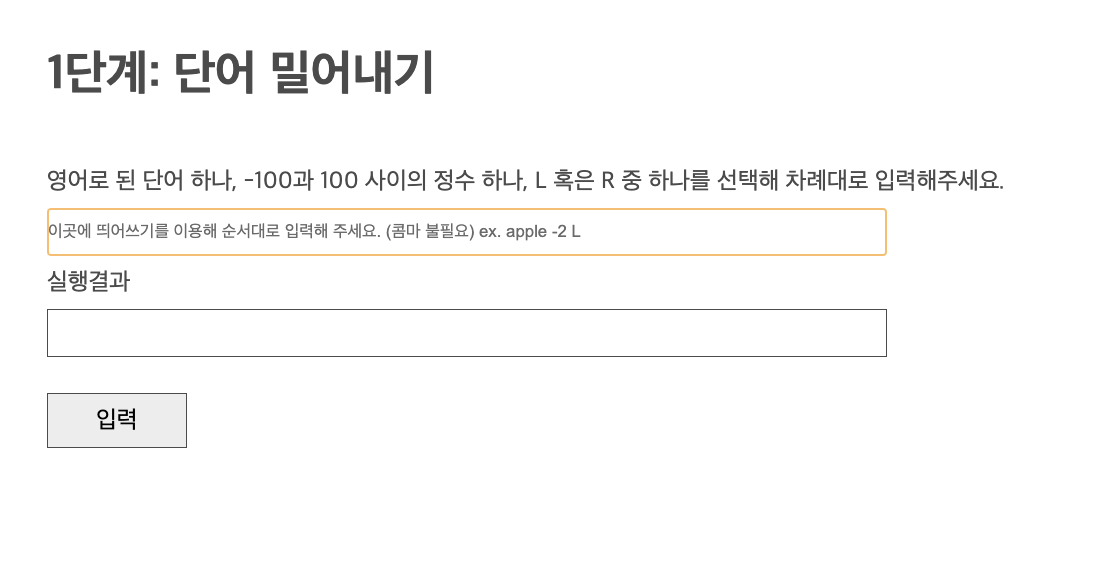 1단계: 단어 밀어내기
영어로 된 단어 하나, -100과 100 사이의 정수 하나, L 혹은 R 중 하나를 선택해 차례대로 입력해주세요.
이곳에 띄어쓰기를 이용해 순서대로 입력해 주세요. (콤마 불필요) ex. apple -2 L
실행결과
입력